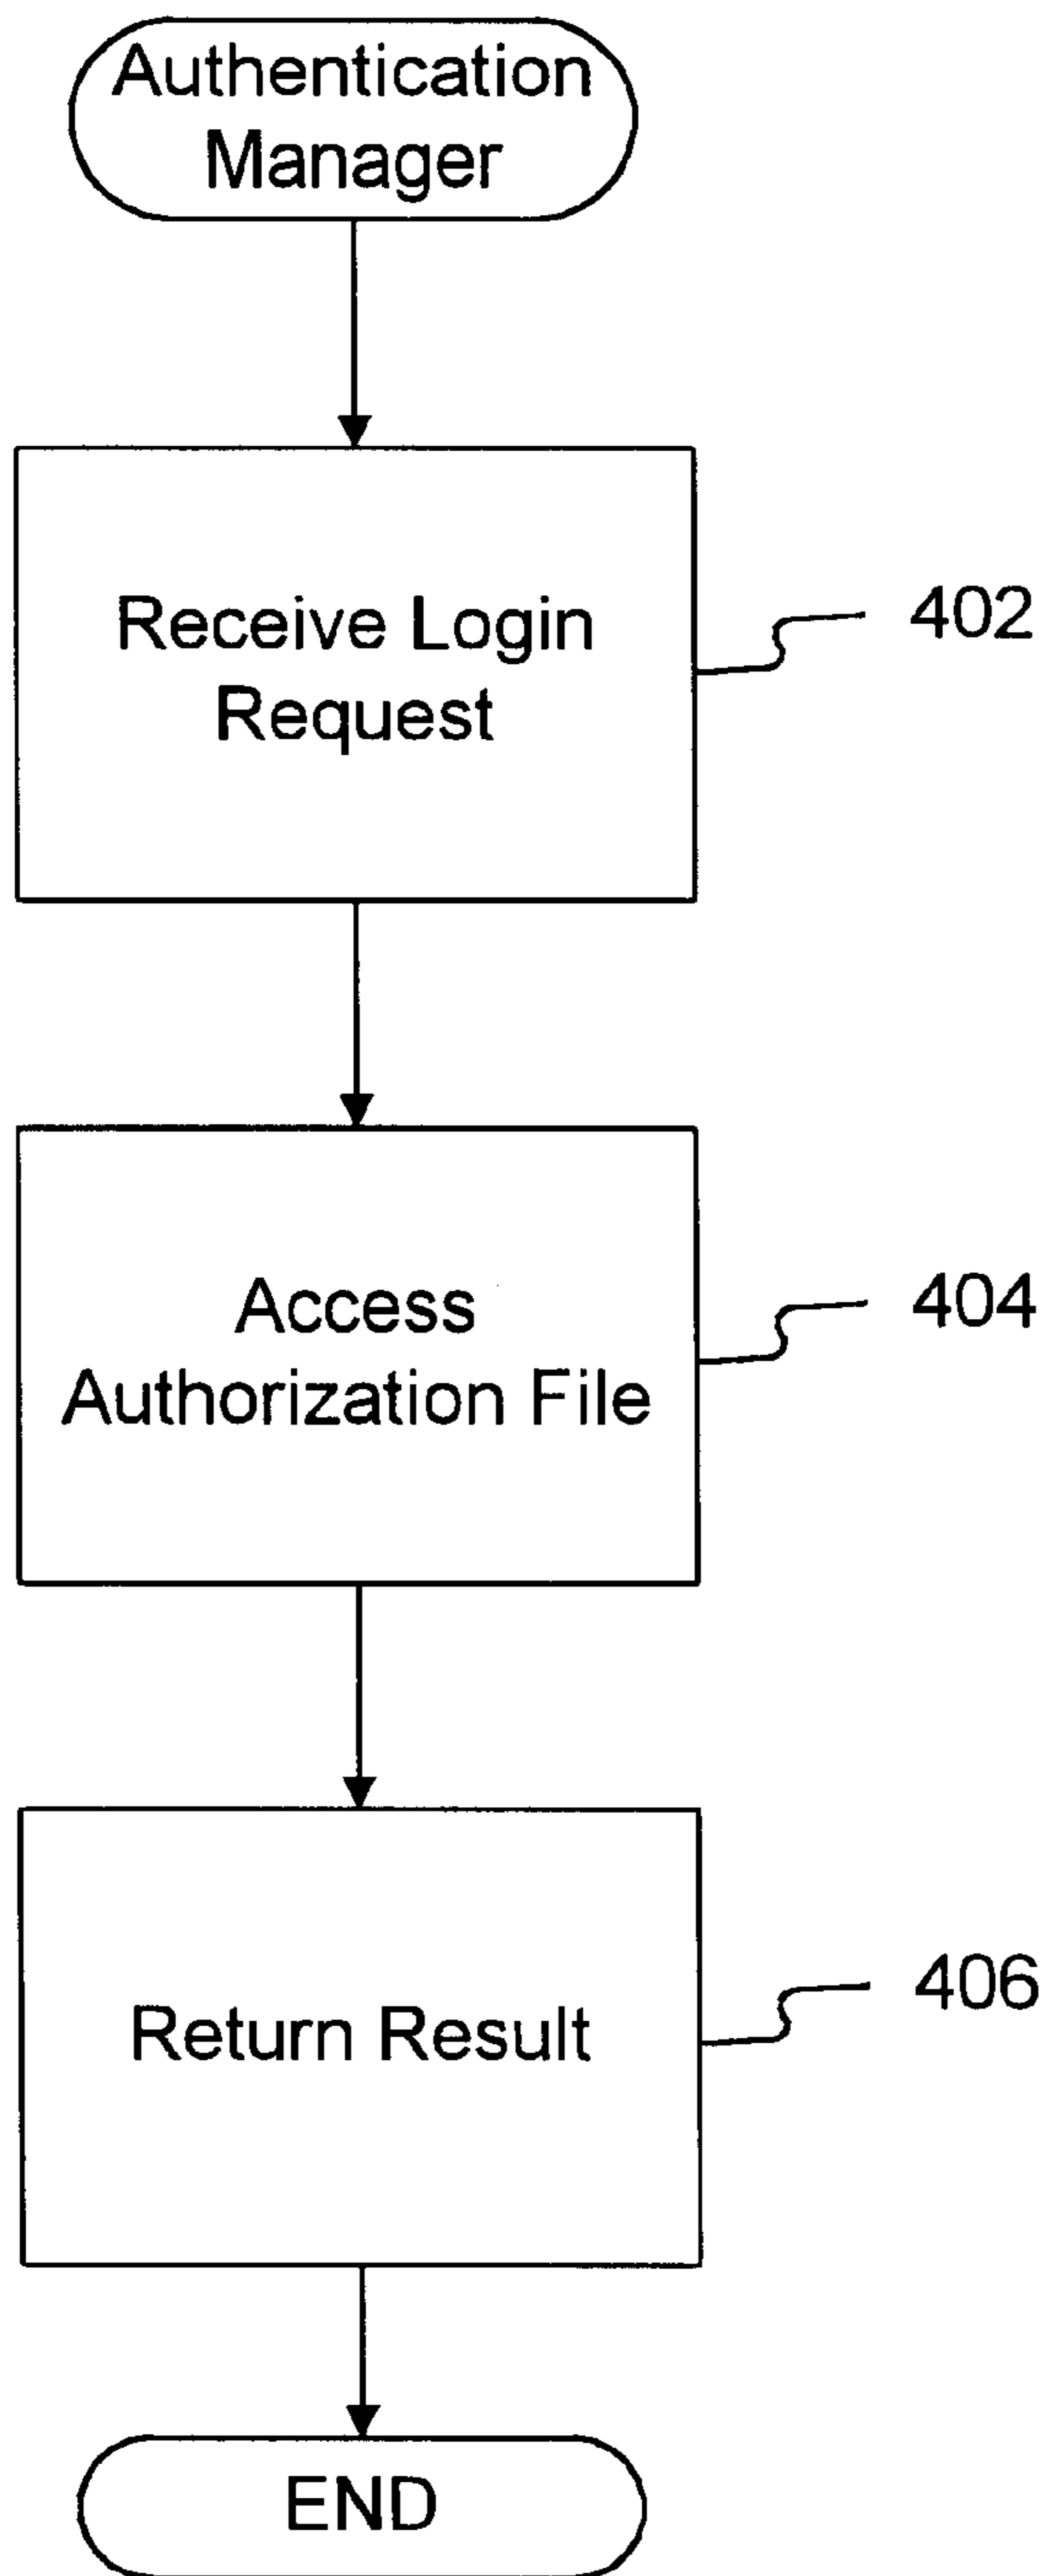 Authentication
Manager
Receive Login
Request
402
Access
Authorization File
404
Return Result
406
END